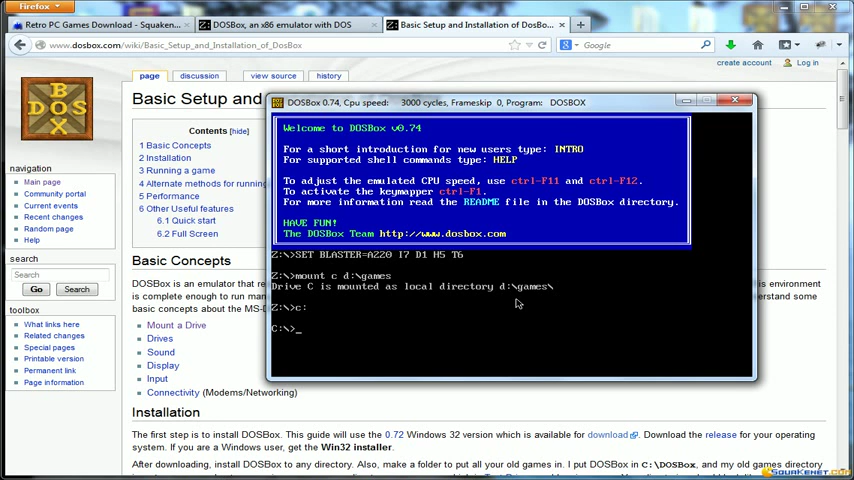 Firefox
Retro PC Games Download - Squaken...
DOSBox, an x86 emulator with DOS
Basic Setup and Installation of DosBo...
www.dosbox.com/wiki/Basic_Setup_and_Installation_of_DosBox
Google
create account
Log in
page
discussion
view source
history
DOS
BOX
Basic Setup and
Contents [hide]
1 Basic Concepts
2 Installation
3 Running a game
4 Alternate methods for running
5 Performance
6 Other Useful features
6.1 Quick start
6.2 Full Screen
navigation
Main page
Community portal
Current events
Recent changes
Random page
Help
search
Search
Go
Search
toolbox
What links here
Related changes
Special pages
Printable version
Permanent link
Page information
DOSBox 0.74, Cpu speed: 3000 cycles, Frameskip 0, Program: DOSBOX
Welcome to DOSBox v0.74
For a short introduction for new users type: INTRO
For supported shell commands type: HELP
To adjust the emulated CPU speed, use ctrl-F11 and ctrl-F12.
To activate the keymapper ctrl-F1.
For more information read the README file in the DOSBox directory.
HAVE FUN!
The DOSBox Team http://www.dosbox.com
Z:\>SET BLASTER=A220 I7 D1 H5 T6
Z:\>mount c d:\games
Drive C is mounted as local directory d:\games\
Z:\>c:
C:\>_
Basic Concepts
DOSBox is an emulator that re
environment
is complete enough to run ma
erstand some
basic concepts about the MS-D
Mount a Drive
Drives
Sound
Display
Input
Connectivity (Modems/Networking)
Installation
The first step is to install DOSBox. This guide will use the 0.72 Windows 32 version which is available for download. Download the release for your operating
system. If you are a Windows User, get the Win32 installer.
After downloading, install DOSBox to any directory. Also, make a folder to put all your old games in. I put DOSBox in C:\DOSBox, and my old games directory
SquaKenet.com